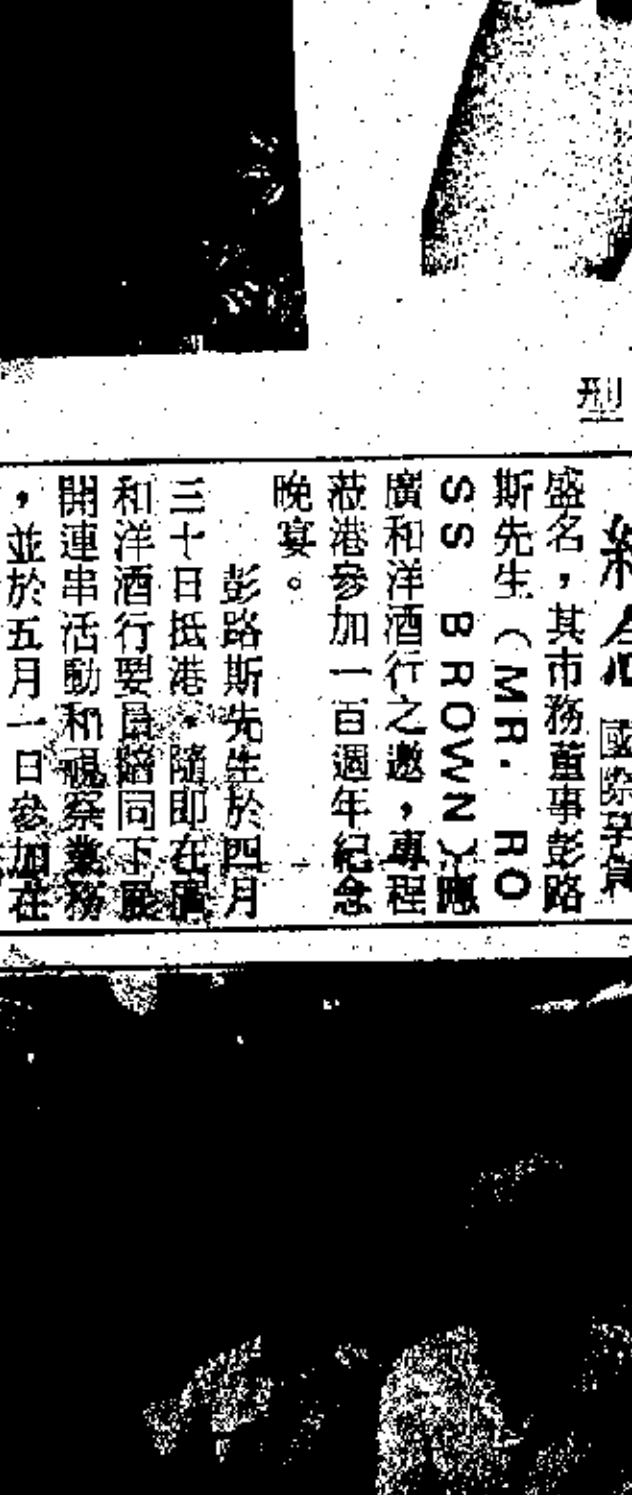 型
國際孚負
盛名，其市務董事彭路
斯先生（MR. RO
SS BROWN）應
廣和洋酒行之邀，專程
蒞港參加一百週年紀念
晚宴。
彭路斯先生於四月
三十日抵港，隨即在廣
和洋酒行要員陪同下展
開連串活動和視察業務
，並於五月一日參加在